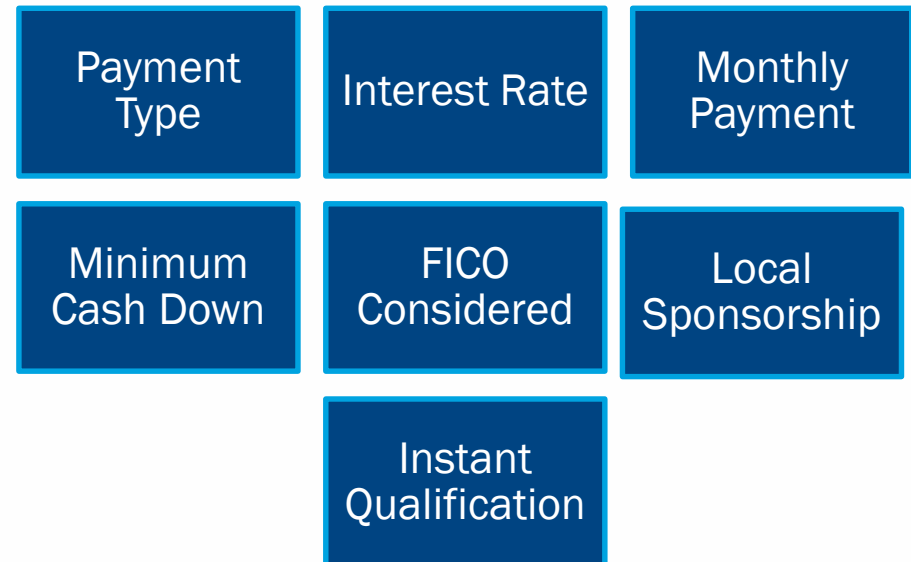 Payment
Type
Interest Rate
Monthly
Payment
Minimum
Cash Down
FICO
Considered
Local
Sponsorship
Instant
Qualification